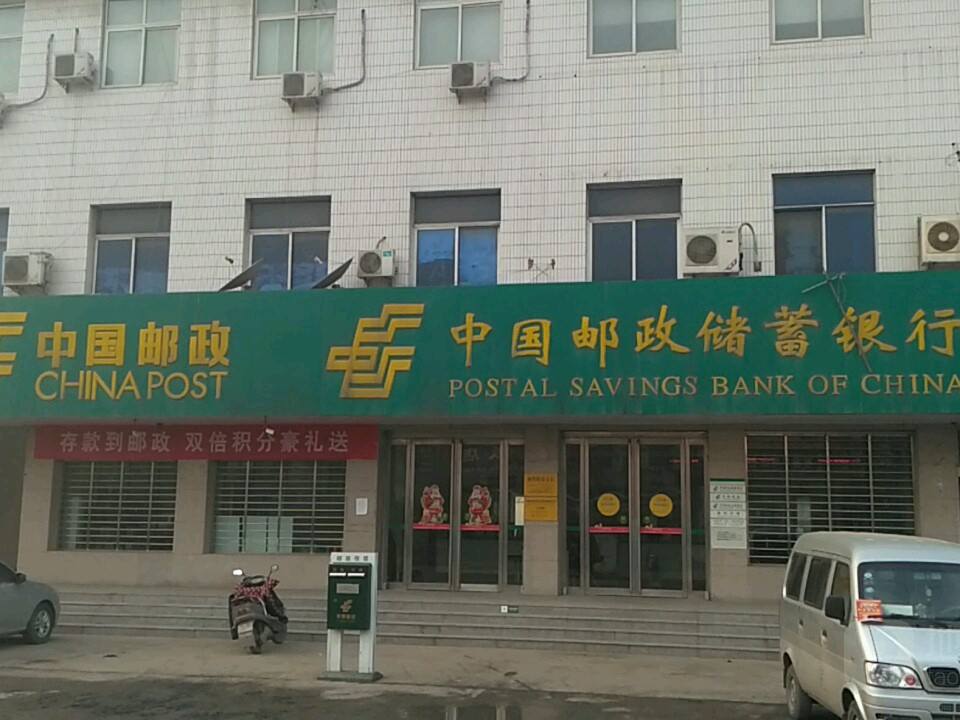 中国邮政
CHINA POST
中国邮政储蓄银行
POSTAL SAVINGS BANK OF CHINA
存款到邮政 双倍积分豪礼送